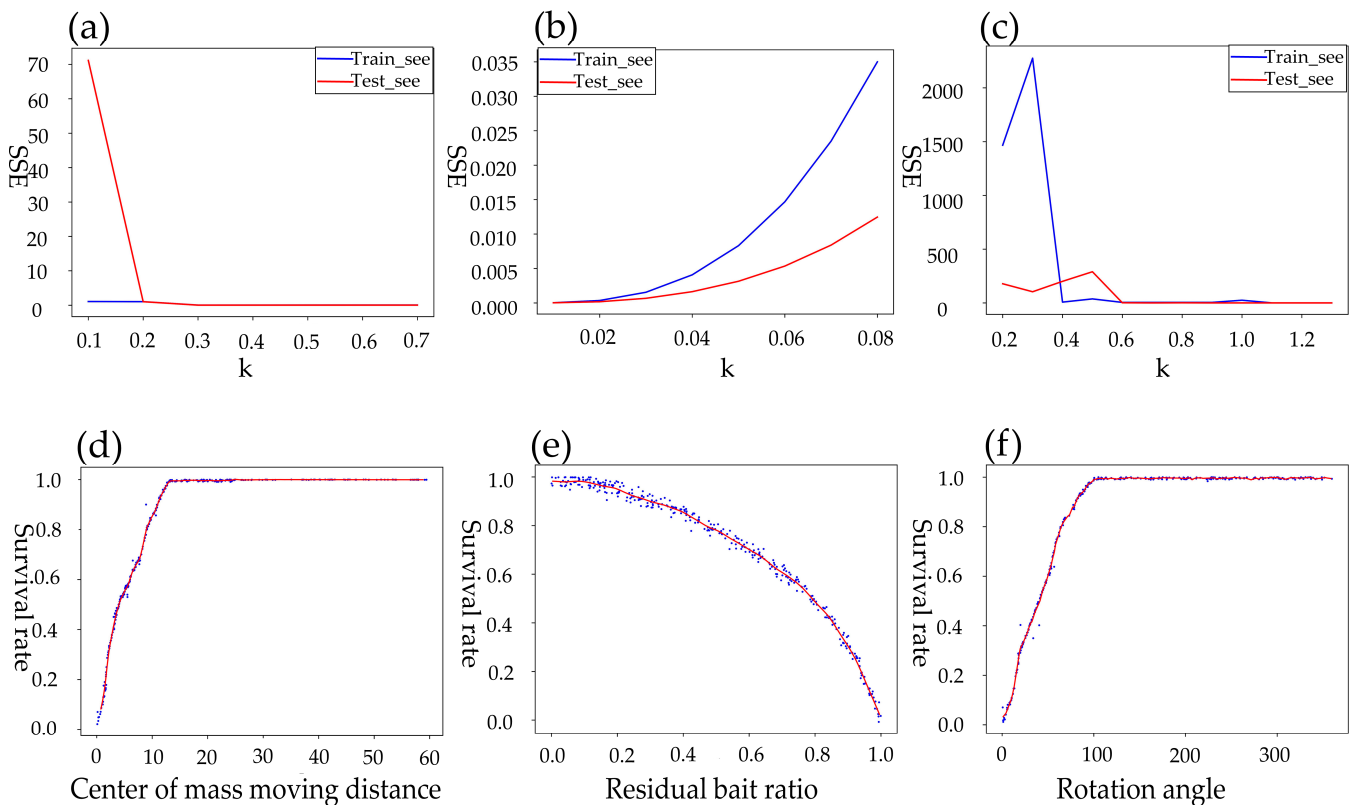 (a)
Train_see
Test_see
70
60
50
40
30
20
10
0
SSE
0.1 0.2 0.3 0.4 0.5 0.6 0.7
k
(b)
Train_see
Test_see
0.035
0.030
0.025
0.020
0.015
0.010
0.005
0.000
SSE
0.02 0.04 0.06 0.08
k
(c)
Train_see
Test_see
2000
1500
1000
500
0
SSE
0.2 0.4 0.6 0.8 1.0 1.2
k
(d)
1.0
0.8
0.6
0.4
0.2
0.0
Survival rate
0 10 20 30 40 50 60
Center of mass moving distance
(e)
1.0
0.8
0.6
0.4
0.2
0.0
Survival rate
0.0 0.2 0.4 0.6 0.8 1.0
Residual bait ratio
(f)
1.0
0.8
0.6
0.4
0.2
0.0
Survival rate
0 100 200 300
Rotation angle